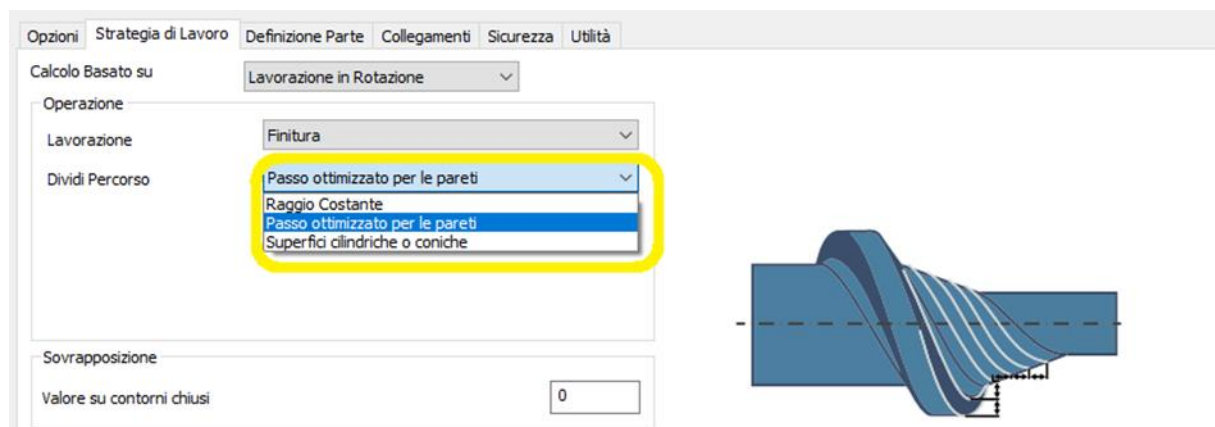 Opzioni Strategia di Lavoro Definizione Parte Collegamenti Sicurezza Utilità
Calcolo Basato su Lavorazione in Rotazione
Operazione
Lavorazione Finitura
Dividi Percorso Passo ottimizzato per le pareti
Raggio Costante
Passo ottimizzato per le pareti
Superfici cilindriche o coniche
Sovrapposizione
Valore su contorni chiusi 0